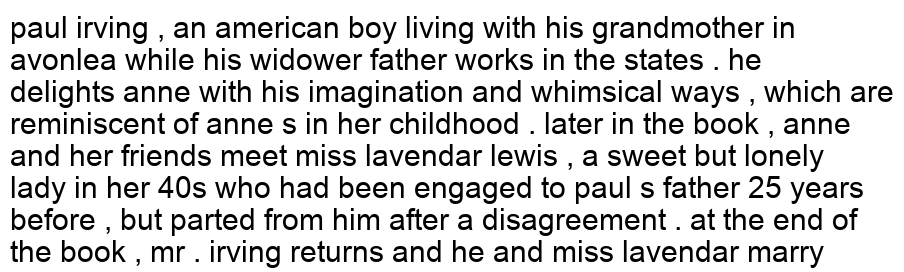 paul irving , an american boy living with his grandmother in
avonlea while his widower father works in the states . he
delights anne with his imagination and whimsical ways , which are
reminiscent of anne s in her childhood . later in the book , anne
and her friends meet miss lavendar lewis , a sweet but lonely
lady in her 40s who had been engaged to paul s father 25 years
before , but parted from him after a disagreement . at the end of
the book , mr . irving returns and he and miss lavendar marry